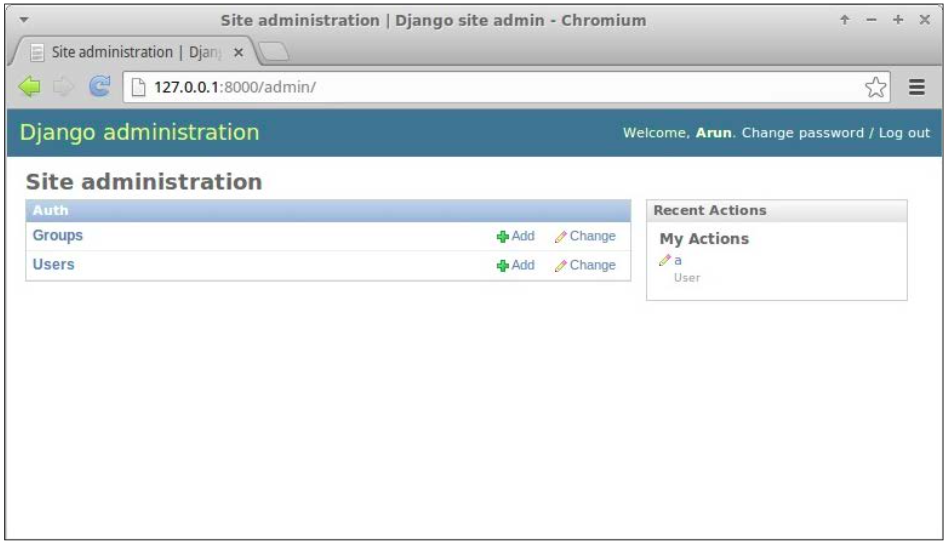 Site administration | Django site admin - Chromium
Site administration | Djan
127.0.0.1:8000/admin/
Django administration
Welcome, Arun. Change password / Log out
Site administration
Auth
Groups Add Change
Users Add Change
Recent Actions
My Actions
a
User